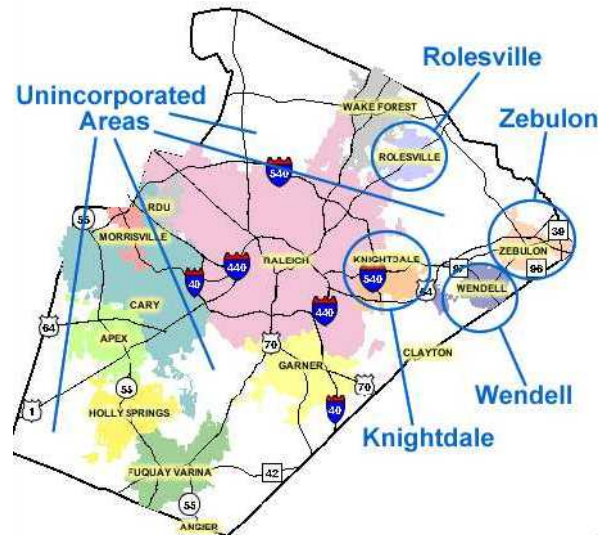 Rolesville
Unincorporated
Areas
Zebulon
WAKE FOREST
ROLESVILLE
540
RDU
55
MORRISVILLE
39
ZEBULON
96
97
KNIGHTDALE
540
RALEIGH
440
40
WENDELL
64
CARY
440
64
APEX
70
CLAYTON
GARNER
70
55
1
HOLLY SPRINGS
40
Wendell
Knightdale
FUQUAY VARINA
42
55
ANGIER